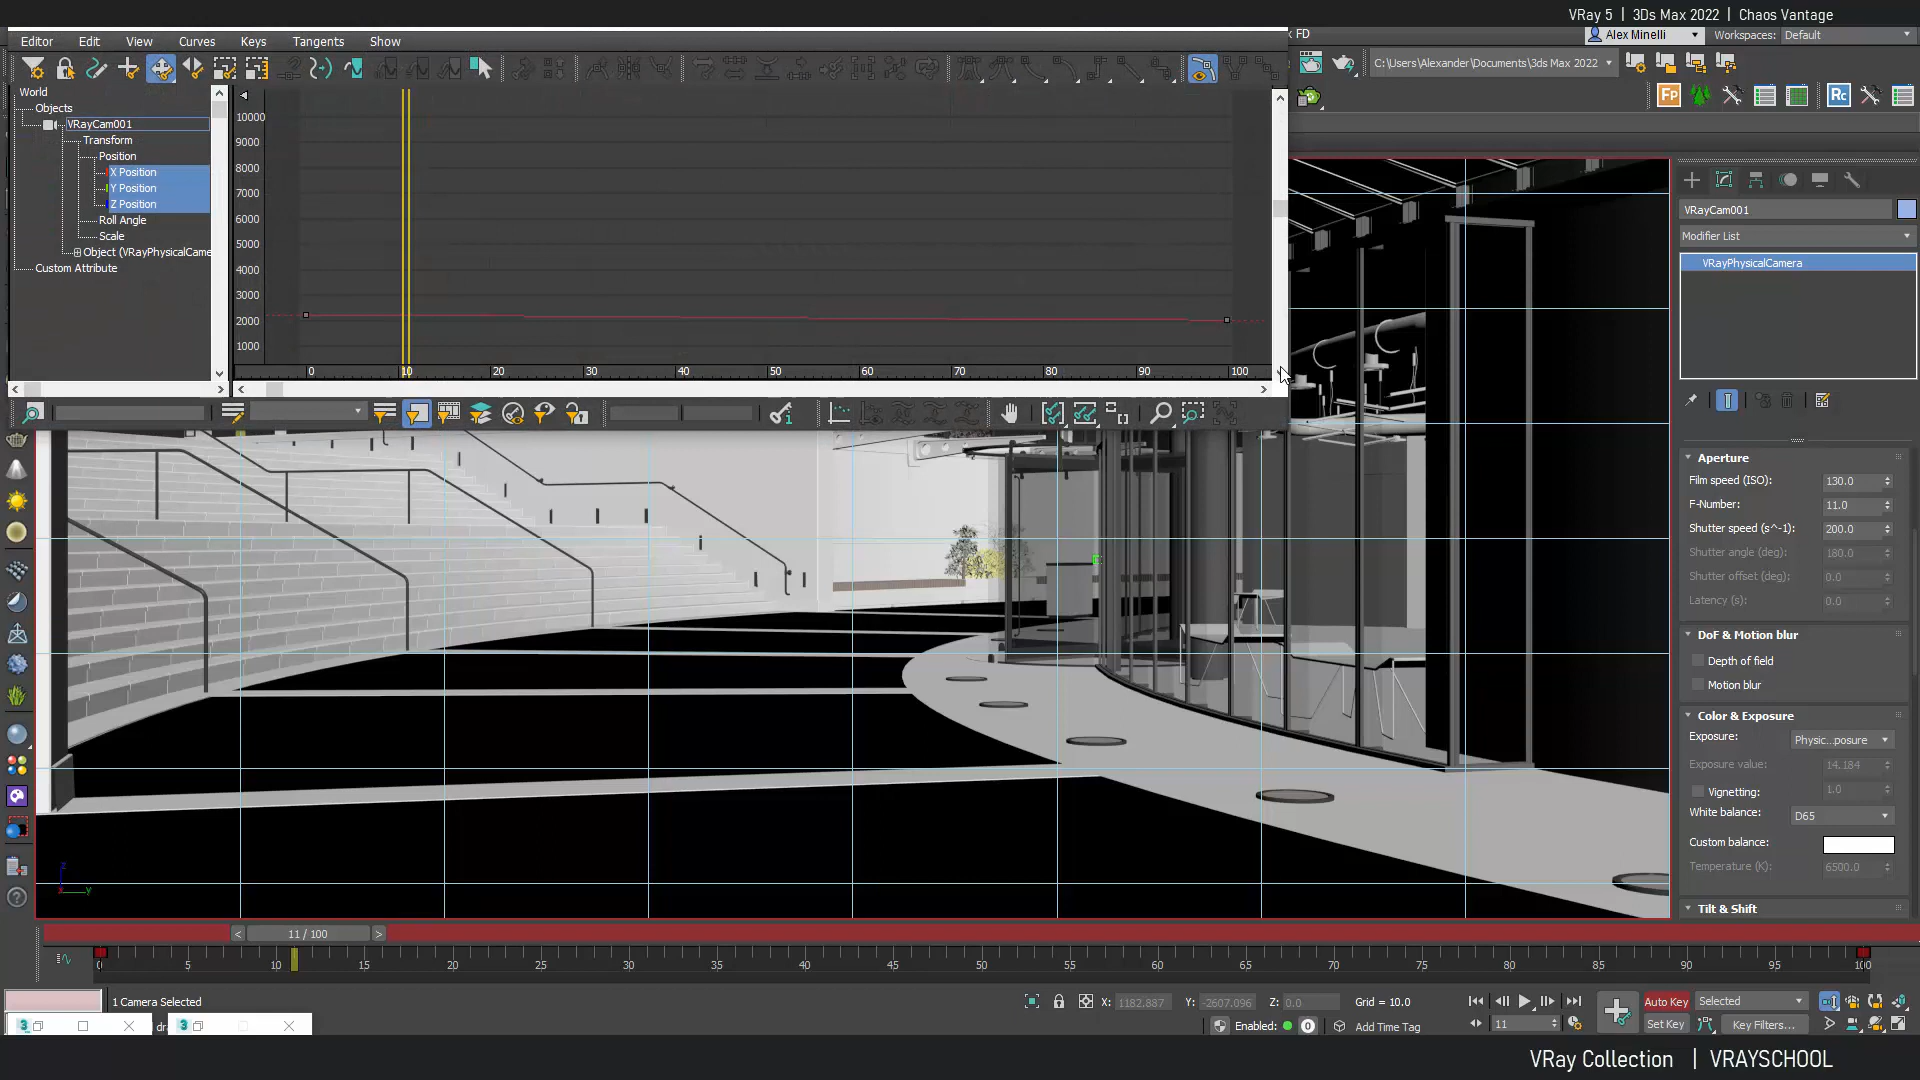 VRay 5 | 3Ds Max 2022 | Chaos Vantage
x FD
Alex Minelli
Workspaces: Default
Editor Edit View Curves Keys Tangents Show
C:\Users\Alexander\Documents\3ds Max 2022
Fp
Rc
World
Objects
VRayCam001
Transform
Position
X Position
Y Position
Z Position
Roll Angle
Scale
Object (VRayPhysicalCame
Custom Attribute
10000
9000
8000
7000
6000
5000
4000
3000
2000
1000
0 10 20 30 40 50 60 70 80 90 100
VRayCam001
Modifier List
VRayPhysicalCamera
Aperture
Film speed (ISO): 130.0
F-Number: 11.0
Shutter speed (s^-1): 200.0
Shutter angle (deg): 180.0
Shutter offset (deg): 0.0
Latency (s): 0.0
DoF & Motion blur
Depth of field
Motion blur
Color & Exposure
Exposure: Physic...posure
Exposure value: 14.184
Vignetting: 1.0
White balance: D65
Custom balance:
Temperature (K): 6500.0
Tilt & Shift
z
x y
< 11 / 100 >
0 5 10 15 20 25 30 35 40 45 50 55 60 65 70 75 80 85 90 95 100
1 Camera Selected
X: 1182.887 Y: -2607.096 Z: 0.0 Grid = 10.0
Auto Key Selected
Enabled: 0 Add Time Tag
11
Set Key Key Filters...
VRay Collection | VRAYSCHOOL